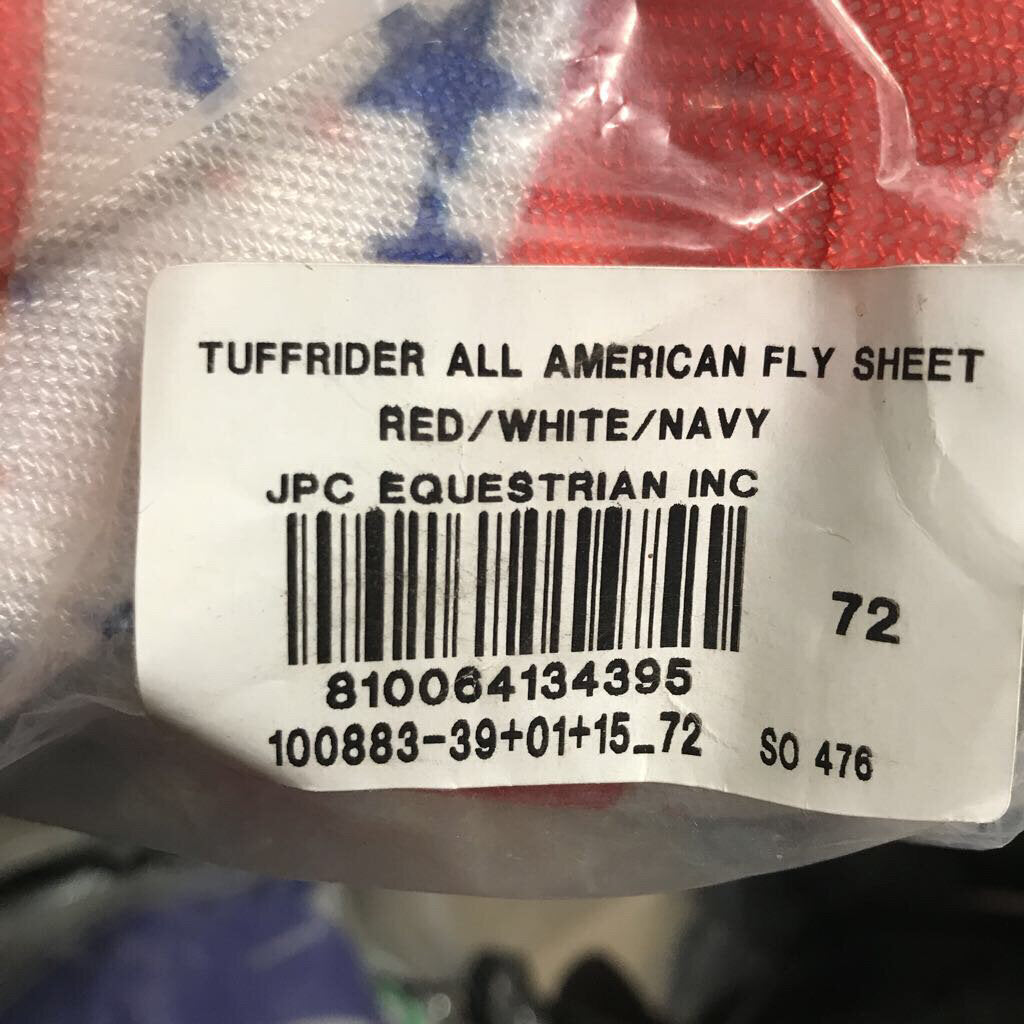 TUFFRIDER ALL AMERICAN FLY SHEET
RED/WHITE/NAVY
JPC EQUESTRIAN INC
72
810064134395
100883-39+01+15_72 SO 476